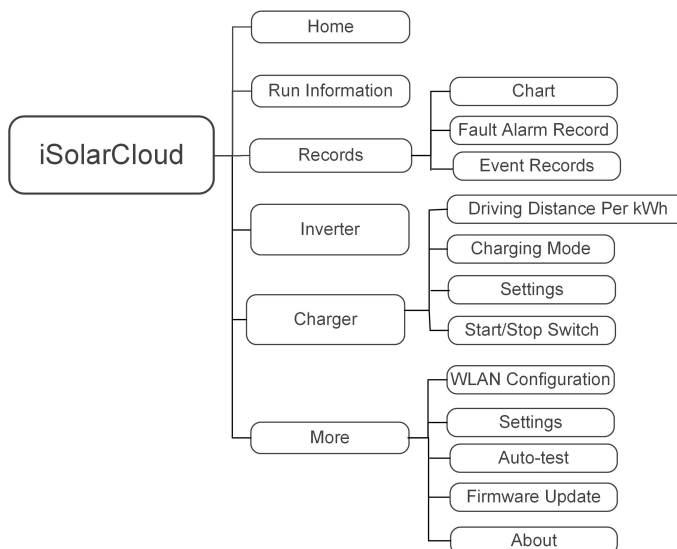 iSolarCloud
Home
Run Information
Records
Chart
Fault Alarm Record
Event Records
Inverter
Charger
Driving Distance Per kWh
Charging Mode
Settings
Start/Stop Switch
More
WLAN Configuration
Settings
Auto-test
Firmware Update
About